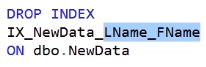 DROP INDEX
IX_NewData_LName_FName
ON dbo.NewData